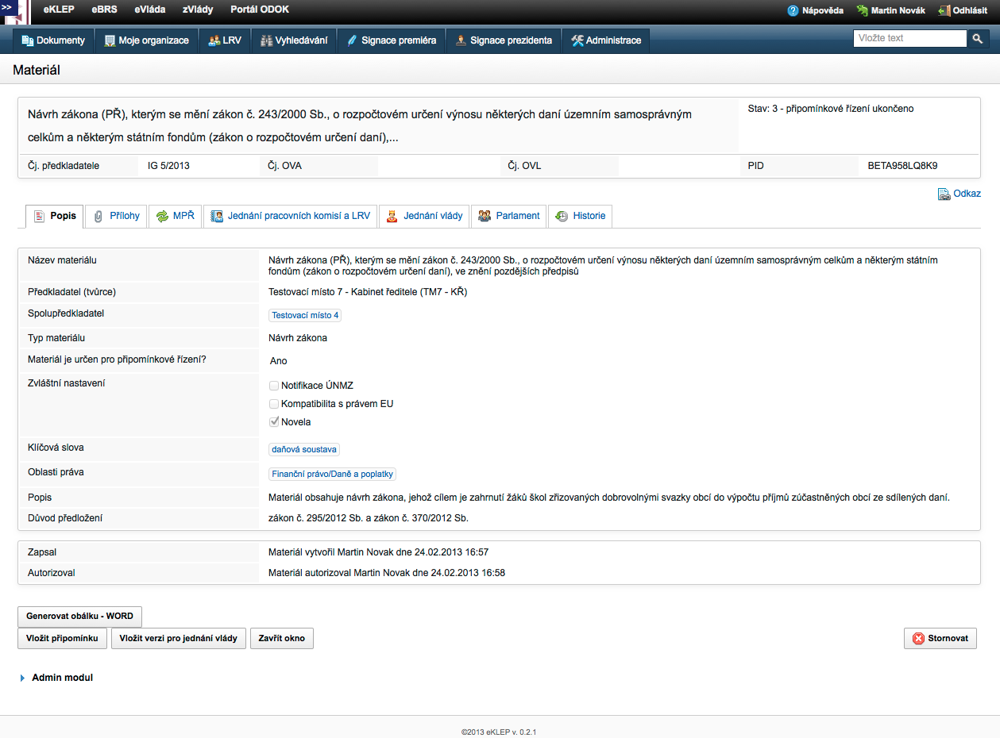 >>
eKLEP eBRS eVláda zVlády Portál ODOK Nápověda Martin Novák Odhlásit
Dokumenty Moje organizace LRV Vyhledávání Signace premiéra Signace prezidenta Administrace Vložte text
Materiál
Návrh zákona (PŘ), kterým se mění zákon č. 243/2000 Sb., o rozpočtovém určení výnosu některých daní územním samosprávným
celkům a některým státním fondům (zákon o rozpočtovém určení daní),...
Stav: 3 - připomínkové řízení ukončeno
Čj. předkladatele IG 5/2013 Čj. OVA Čj. OVL PID BETA958LQ8K9
Odkaz
Popis Přílohy MPŘ Jednání pracovních komisí a LRV Jednání vlády Parlament Historie
Název materiálu Návrh zákona (PŘ), kterým se mění zákon č. 243/2000 Sb., o rozpočtovém určení výnosu některých daní územním samosprávným celkům a některým státním
fondům (zákon o rozpočtovém určení daní), ve znění pozdějších předpisů
Předkladatel (tvůrce) Testovací místo 7 - Kabinet ředitele (TM7 - KŘ)
Spolupředkladatel Testovací místo 4
Typ materiálu Návrh zákona
Materiál je určen pro připomínkové řízení? Ano
Zvláštní nastavení Notifikace ÚNMZ
Kompatibilita s právem EU
Novela
Klíčová slova daňová soustava
Oblasti práva Finanční právo/Daně a poplatky
Popis Materiál obsahuje návrh zákona, jehož cílem je zahrnutí žáků škol zřizovaných dobrovolnými svazky obcí do výpočtu příjmů zúčastněných obcí ze sdílených daní.
Důvod předložení zákon č. 295/2012 Sb. a zákon č. 370/2012 Sb.
Zapsal Materiál vytvořil Martin Novak dne 24.02.2013 16:57
Autorizoval Materiál autorizoval Martin Novak dne 24.02.2013 16:58
Generovat obálku - WORD
Vložit připomínku Vložit verzi pro jednání vlády Zavřít okno Stornovat
Admin modul
©2013 eKLEP v. 0.2.1